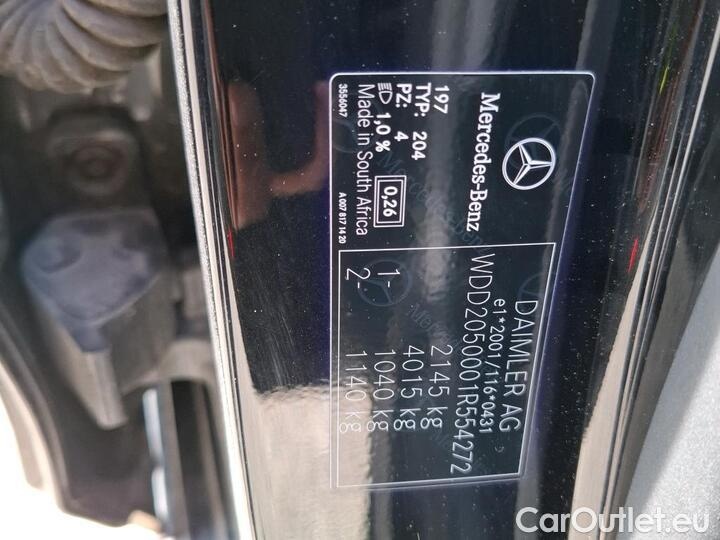 DAIMLER AG
e1*2001/116*0431
WDD2050001R554272
2145 kg
4015 kg
1- 1040 kg
2- 1140 kg
Mercedes-Benz
197
TYP: 204
PZ: 4
1,0 % 0,26
Made in South Africa
3556047 A 007 817 14 20
CarOutlet.eu